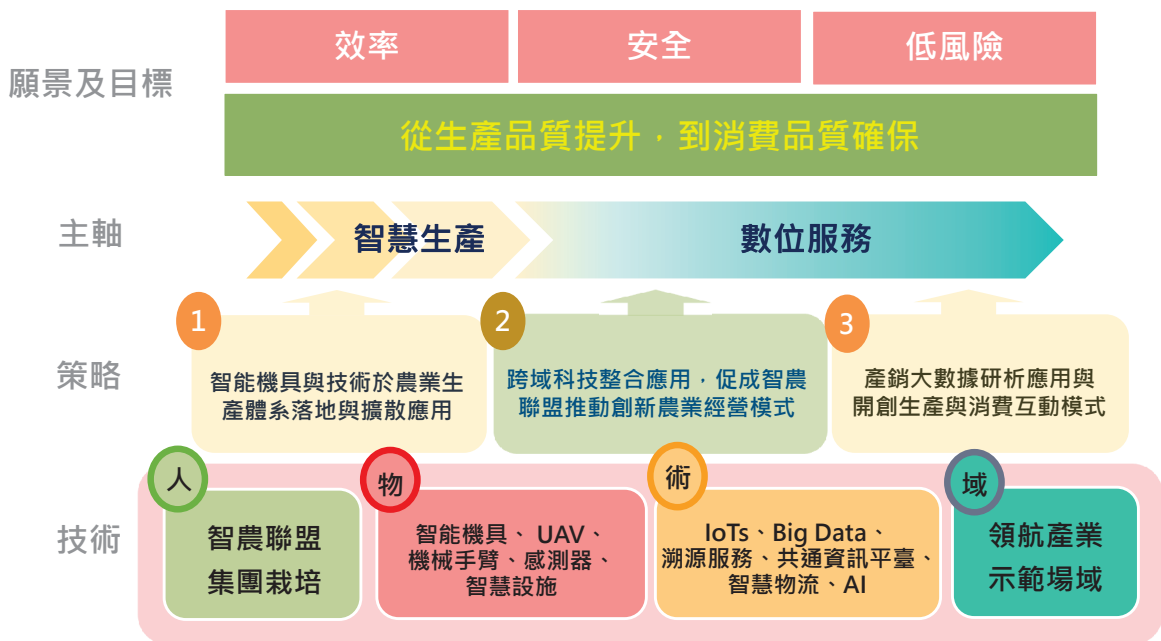 願景及目標
效率
安全
低風險
從生產品質提升，到消費品質確保
主軸
智慧生產
數位服務
策略
1
智能機具與技術於農業生
產體系落地與擴散應用
2
跨域科技整合應用，促成智農
聯盟推動創新農業經營模式
3
產銷大數據研析應用與
開創生產與消費互動模式
技術
人
智農聯盟
集團栽培
物
智能機具、 UAV、
機械手臂、感測器、
智慧設施
術
IoTs、Big Data、
溯源服務、共通資訊平臺、
智慧物流、AI
域
領航產業
示範場域